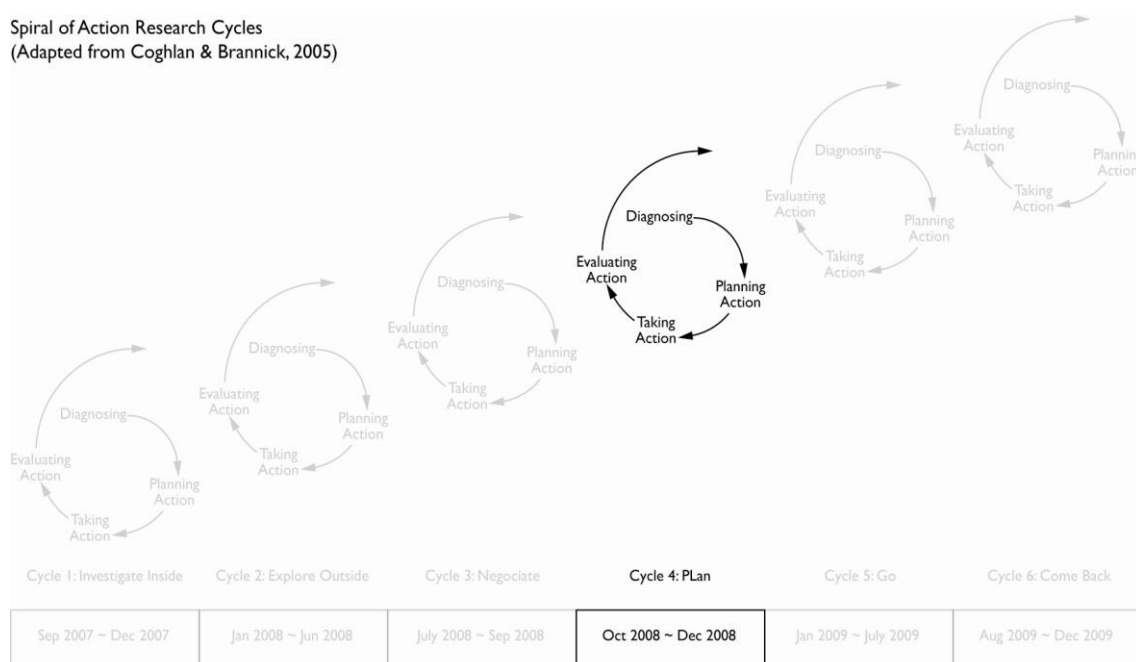 Spiral of Action Research Cycles
(Adapted from Coghlan & Brannick, 2005)
Diagnosing
Planning
Action
Taking
Action
Evaluating
Action
Diagnosing
Planning
Action
Taking
Action
Evaluating
Action
Diagnosing
Planning
Action
Taking
Action
Evaluating
Action
Diagnosing
Planning
Action
Taking
Action
Evaluating
Action
Diagnosing
Planning
Action
Taking
Action
Evaluating
Action
Diagnosing
Plannin
Action
Taking
Action
Evaluating
Action
Cycle 1: Investigate Inside
Cycle 2: Explore Outside
Cycle 3: Negociate
Cycle 4: PLan
Cycle 5: Go
Cycle 6: Come Back
Sep 2007 ~ Dec 2007
Jan 2008 ~ Jun 2008
July 2008 ~ Sep 2008
Oct 2008 ~ Dec 2008
Jan 2009 ~ July 2009
Aug 2009 ~ Dec 2009